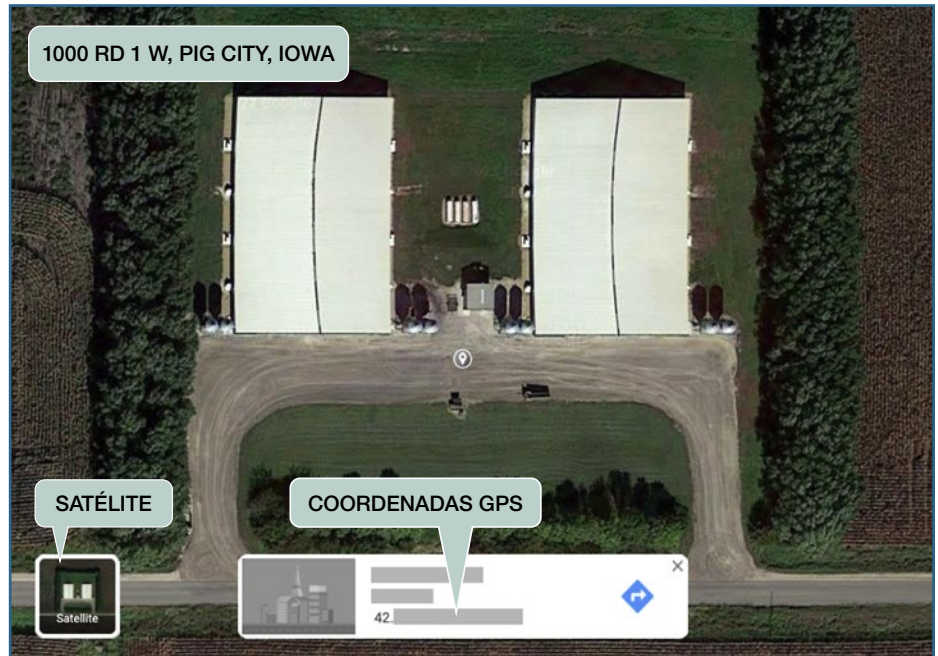 1000 RD 1 W, PIG CITY, IOWA
SATÉLITE
COORDENADAS GPS
42.
Satellite